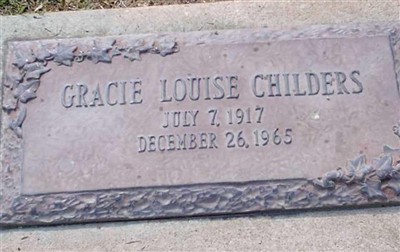 GRACIE LOUISE CHILDERS
JULY 7, 1917
DECEMBER 26, 1965